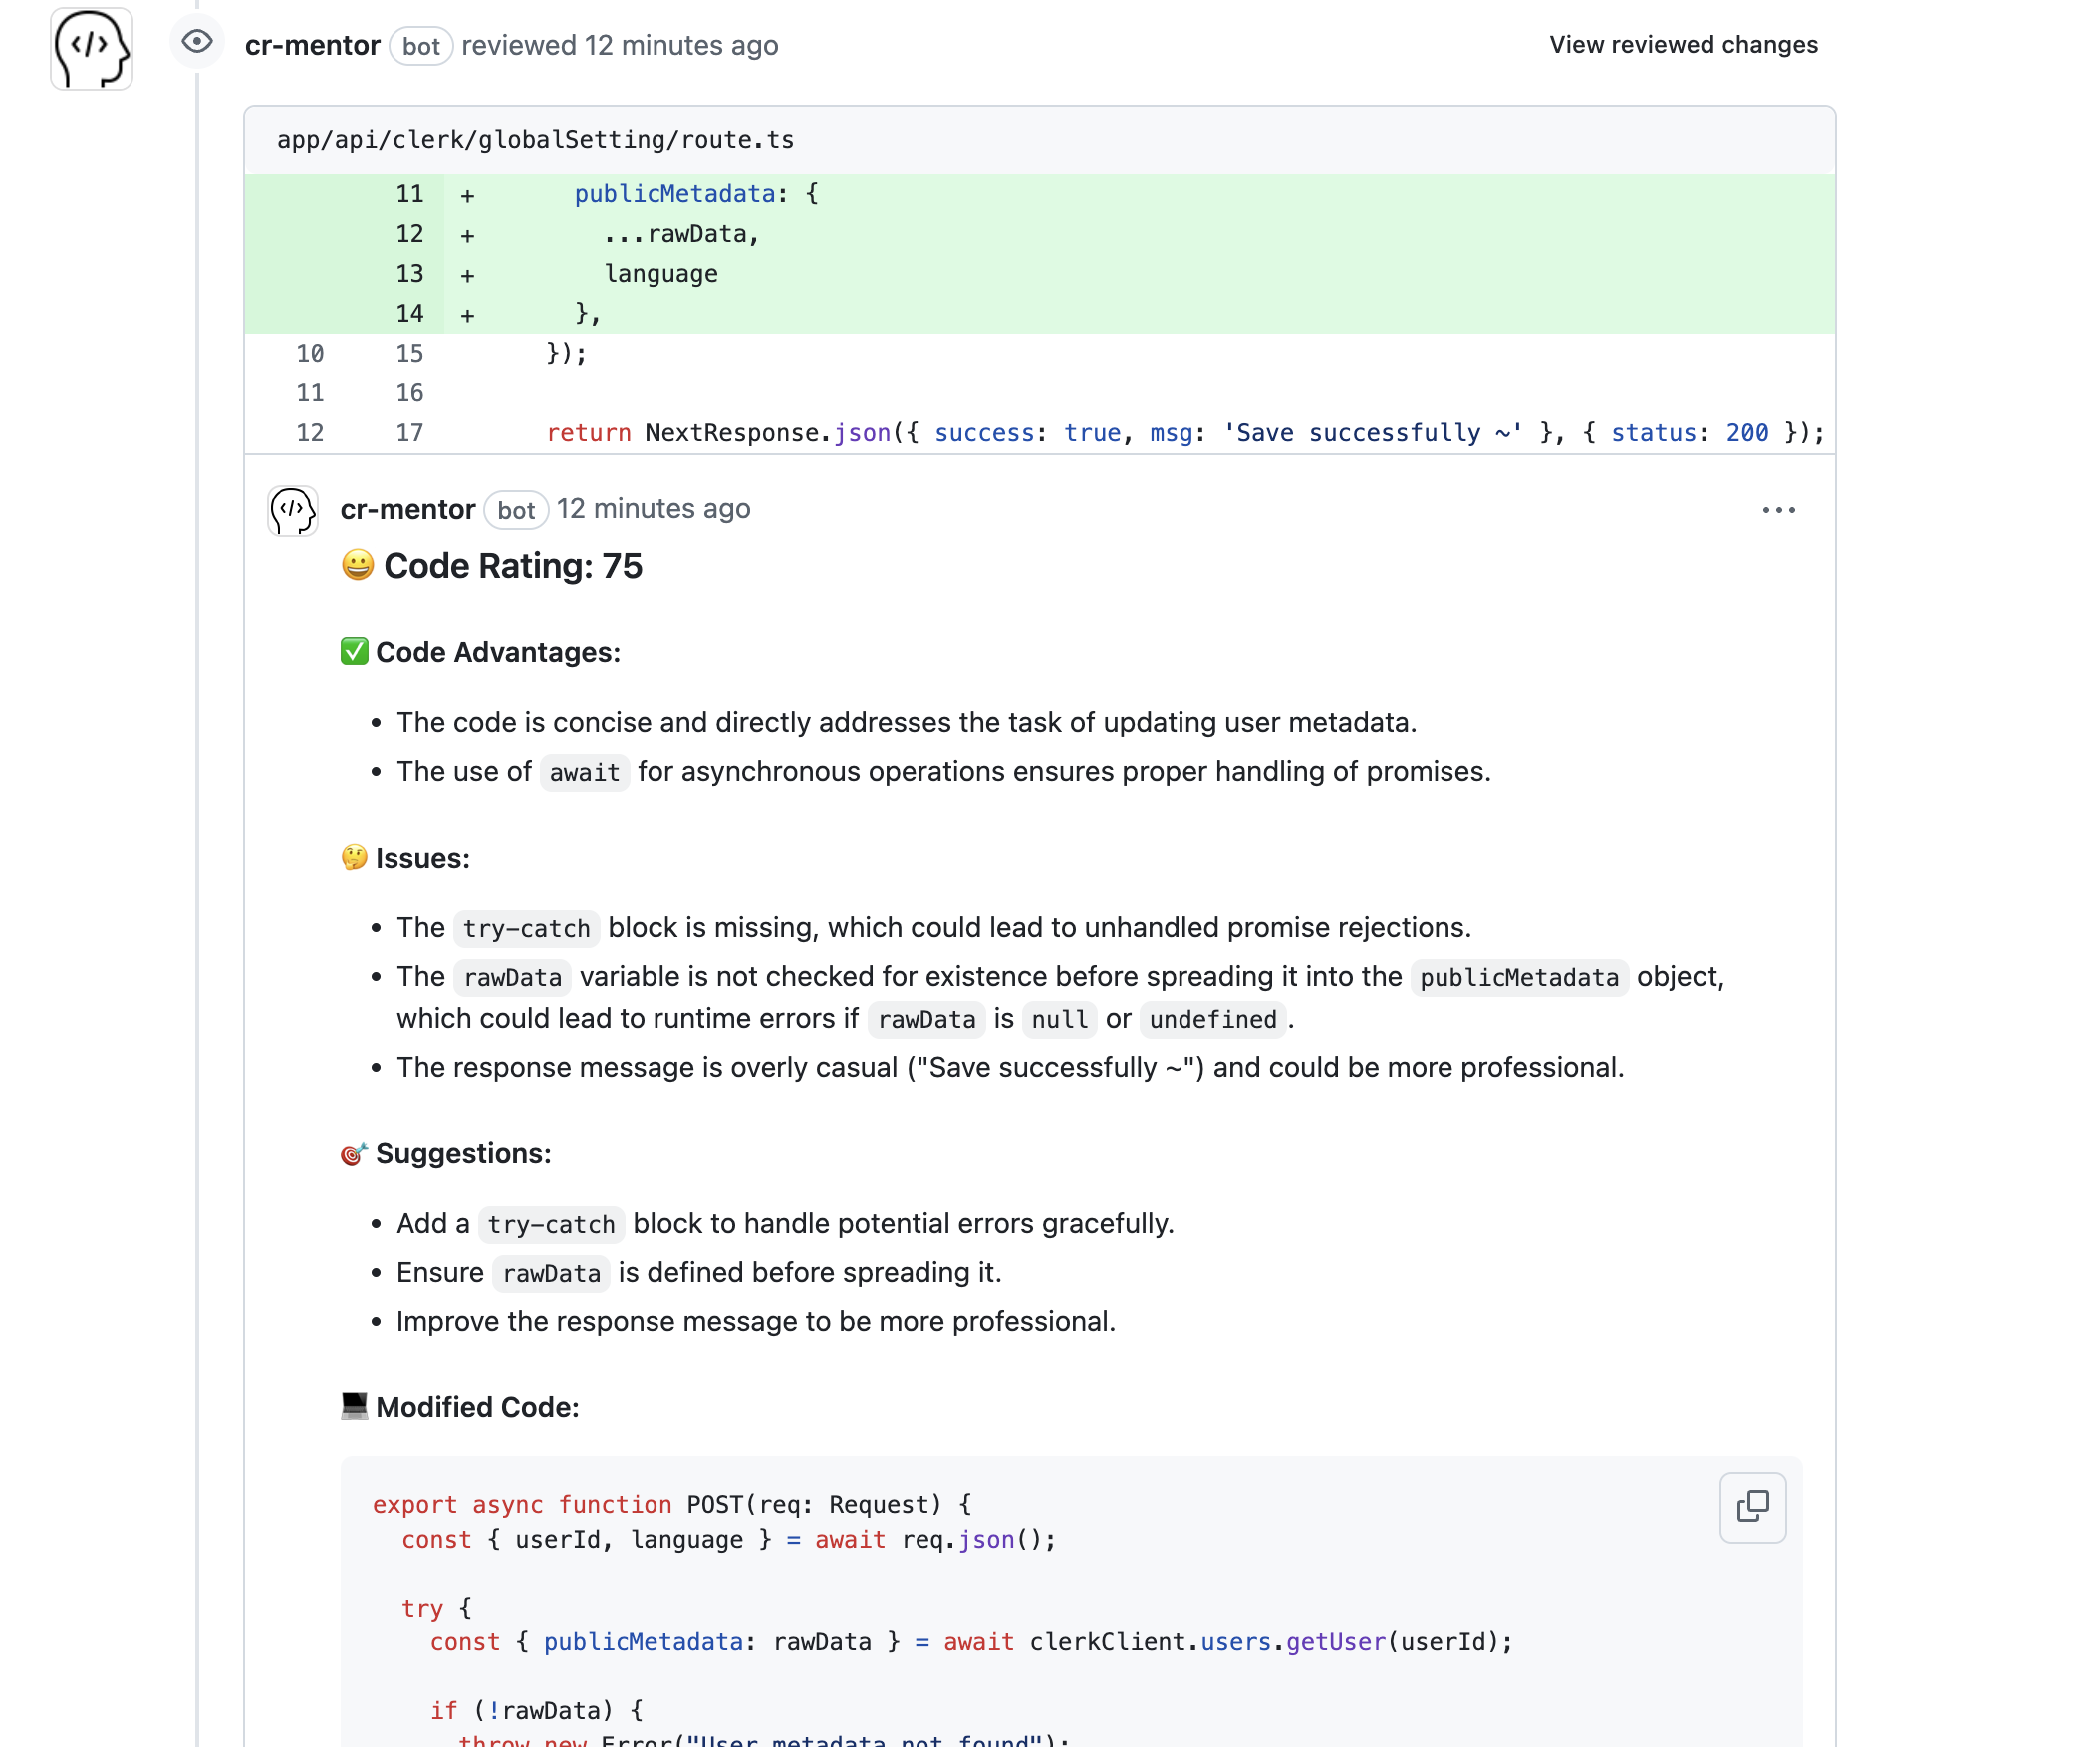 </>
cr-mentor bot reviewed 12 minutes ago
View reviewed changes
app/api/clerk/globalSetting/route.ts
11 + publicMetadata: {
12 + ...rawData,
13 + language
14 + },
10 15 });
11 16
12 17 return NextResponse.json({ success: true, msg: 'Save successfully ~' }, { status: 200 });
</>
cr-mentor bot 12 minutes ago
😀 Code Rating: 75
✅ Code Advantages:
• The code is concise and directly addresses the task of updating user metadata.
• The use of await for asynchronous operations ensures proper handling of promises.
🤔 Issues:
• The try-catch block is missing, which could lead to unhandled promise rejections.
• The rawData variable is not checked for existence before spreading it into the publicMetadata object,
which could lead to runtime errors if rawData is null or undefined.
• The response message is overly casual ("Save successfully ~") and could be more professional.
🎯 Suggestions:
• Add a try-catch block to handle potential errors gracefully.
• Ensure rawData is defined before spreading it.
• Improve the response message to be more professional.
💻 Modified Code:
export async function POST(req: Request) {
const { userId, language } = await req.json();
try {
const { publicMetadata: rawData } = await clerkClient.users.getUser(userId);
if (!rawData) {
throw new Error("User metadata not found");